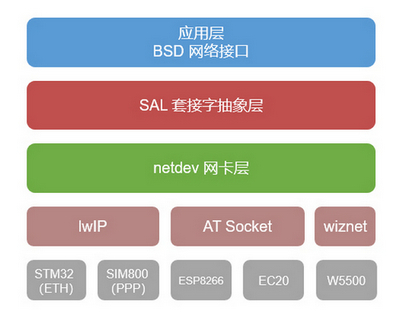 应用层
BSD 网络接口
SAL 套接字抽象层
netdev 网卡层
lwIP
AT Socket
wiznet
STM32
(ETH)
SIM800
(PPP)
ESP8266
EC20
W5500